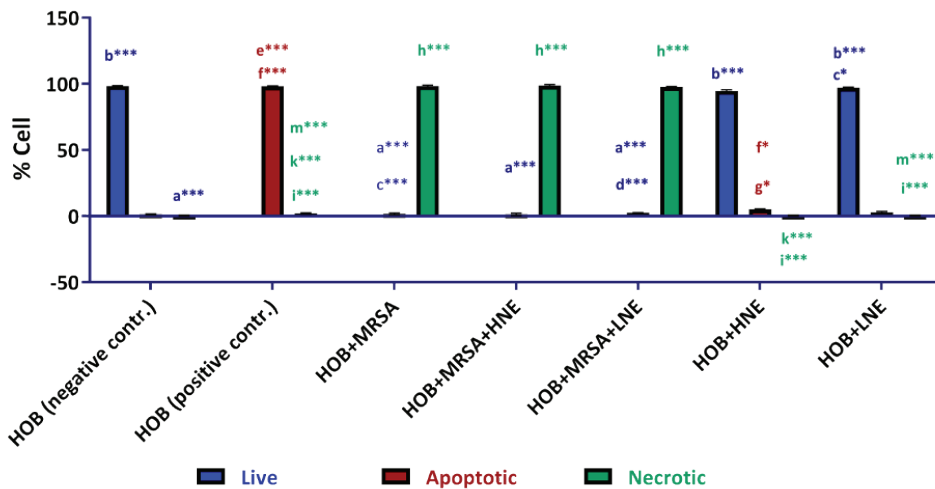 150%
100
50
0
-50
% Cell
b***
a***
e***
f***
m***
k***
i***
a***
c***
h***
a***
h***
a***
d***
h***
b***
f*
g*
k***
i***
b***
c*
m***
i***
HOB (negative contr.)
HOB (positive contr.)
HOB+MRSA
HOB+MRSA+HNE
HOB+MRSA+LNE
HOB+HNE
HOB+LNE
Live Apoptotic Necrotic